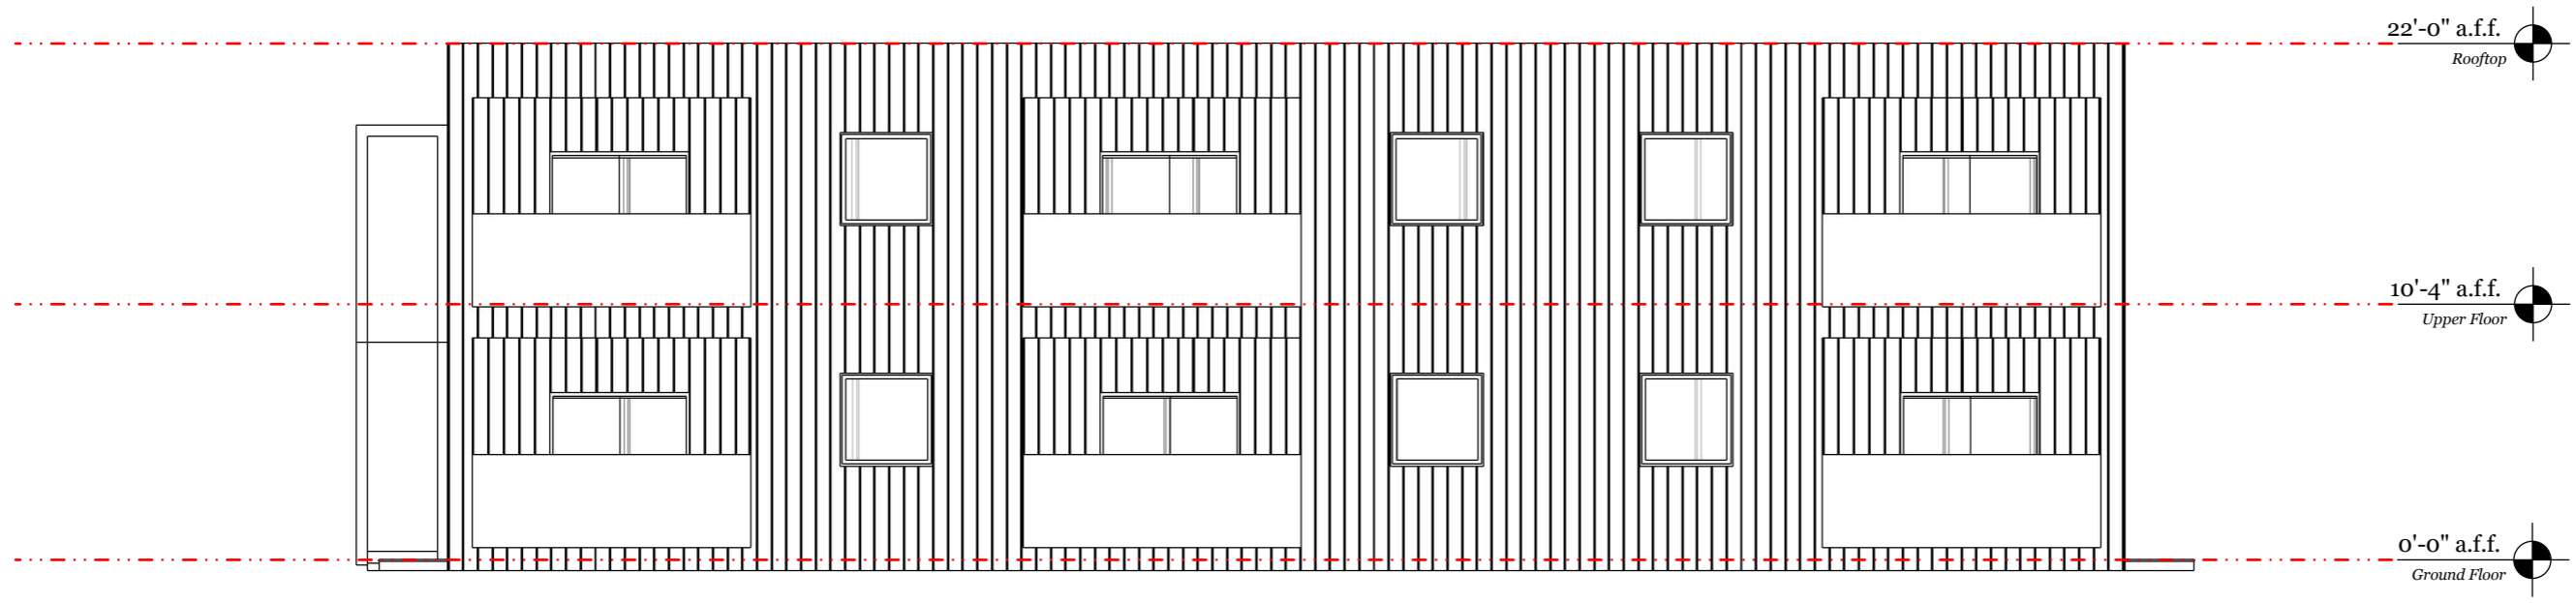 22'-0" a.f.f.
Rooftop
10'-4" a.f.f.
Upper Floor
0'-0" a.f.f.
Ground Floor